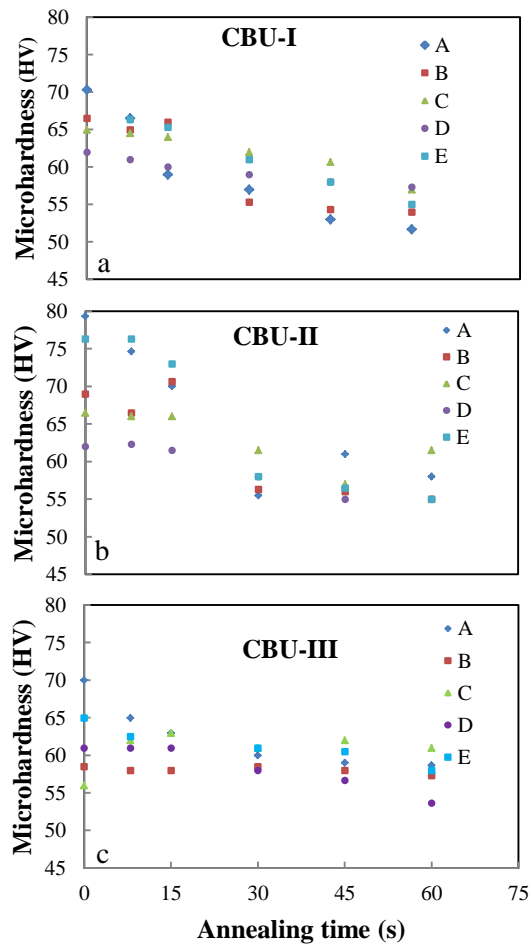 CBU-I
Microhardness (HV)
80
75
70
65
60
55
50
45
A
B
C
D
E
a
CBU-II
Microhardness (HV)
80
75
70
65
60
55
50
45
A
B
C
D
E
b
CBU-III
Microhardness (HV)
80
75
70
65
60
55
50
45
A
B
C
D
E
c
0 15 30 45 60 75
Annealing time (s)